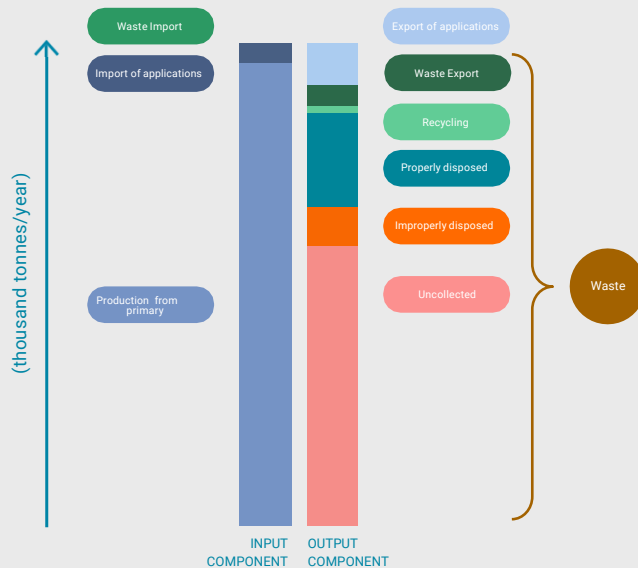 Waste Import
Export of applications
Import of applications
Waste Export
Recycling
Properly disposed
Improperly disposed
Production from
primary
Uncollected
Waste
(thousand tonnes/year)
INPUT
COMPONENT
OUTPUT
COMPONENT